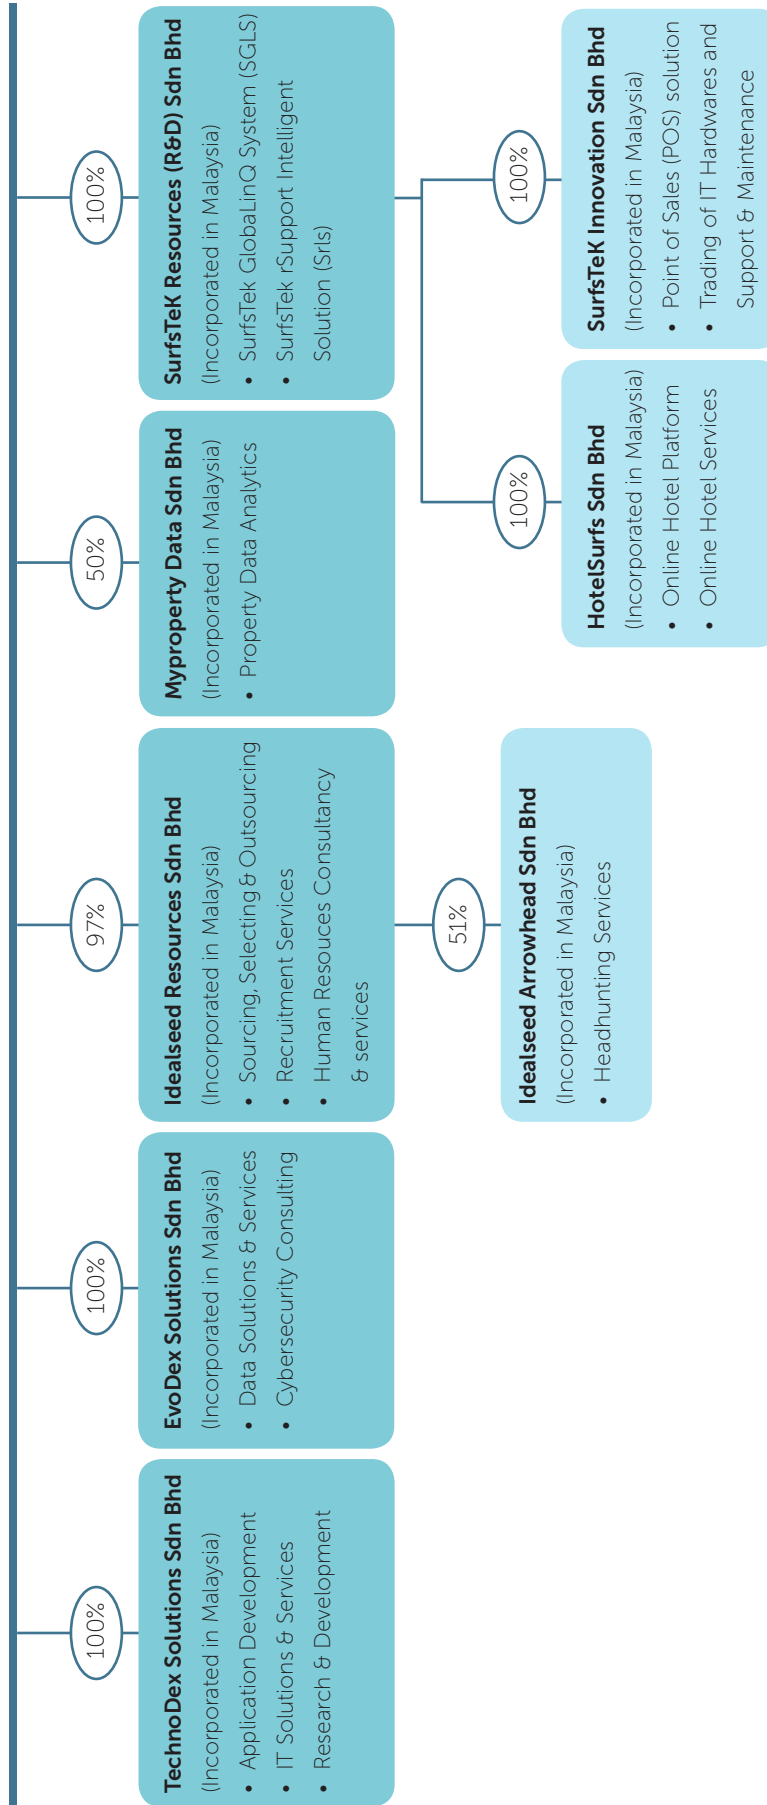 100%
TechnoDex Solutions Sdn Bhd
(Incorporated in Malaysia)
• Application Development
• IT Solutions & Services
• Research & Development
100%
EvoDex Solutions Sdn Bhd
(Incorporated in Malaysia)
• Data Solutions & Services
• Cybersecurity Consulting
97%
Idealseed Resources Sdn Bhd
(Incorporated in Malaysia)
• Sourcing, Selecting & Outsourcing
• Recruitment Services
• Human Resouces Consultancy
& services
51%
Idealseed Arrowhead Sdn Bhd
(Incorporated in Malaysia)
• Headhunting Services
50%
Myproperty Data Sdn Bhd
(Incorporated in Malaysia)
• Property Data Analytics
100%
SurfsTeK Resources (R&D) Sdn Bhd
(Incorporated in Malaysia)
• SurfsTek GlobaLinQ System (SGLS)
• SurfsTek rSupport Intelligent
Solution (SrIs)
100%
HotelSurfs Sdn Bhd
(Incorporated in Malaysia)
• Online Hotel Platform
• Online Hotel Services
100%
SurfsTeK Innovation Sdn Bhd
(Incorporated in Malaysia)
• Point of Sales (POS) solution
• Trading of IT Hardwares and
Support & Maintenance